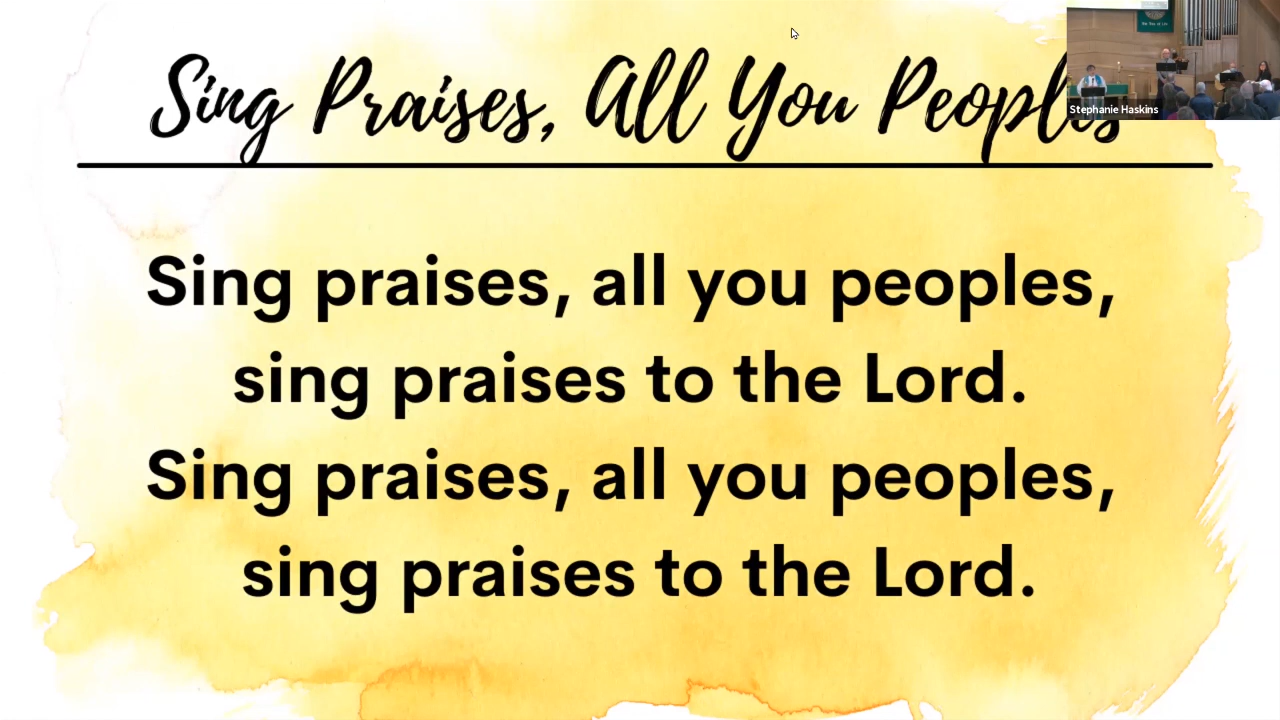 Sing Praises, All You Peoples
Stephanie Haskins
Sing praises, all you peoples,
sing praises to the Lord.
Sing praises, all you peoples,
sing praises to the Lord.